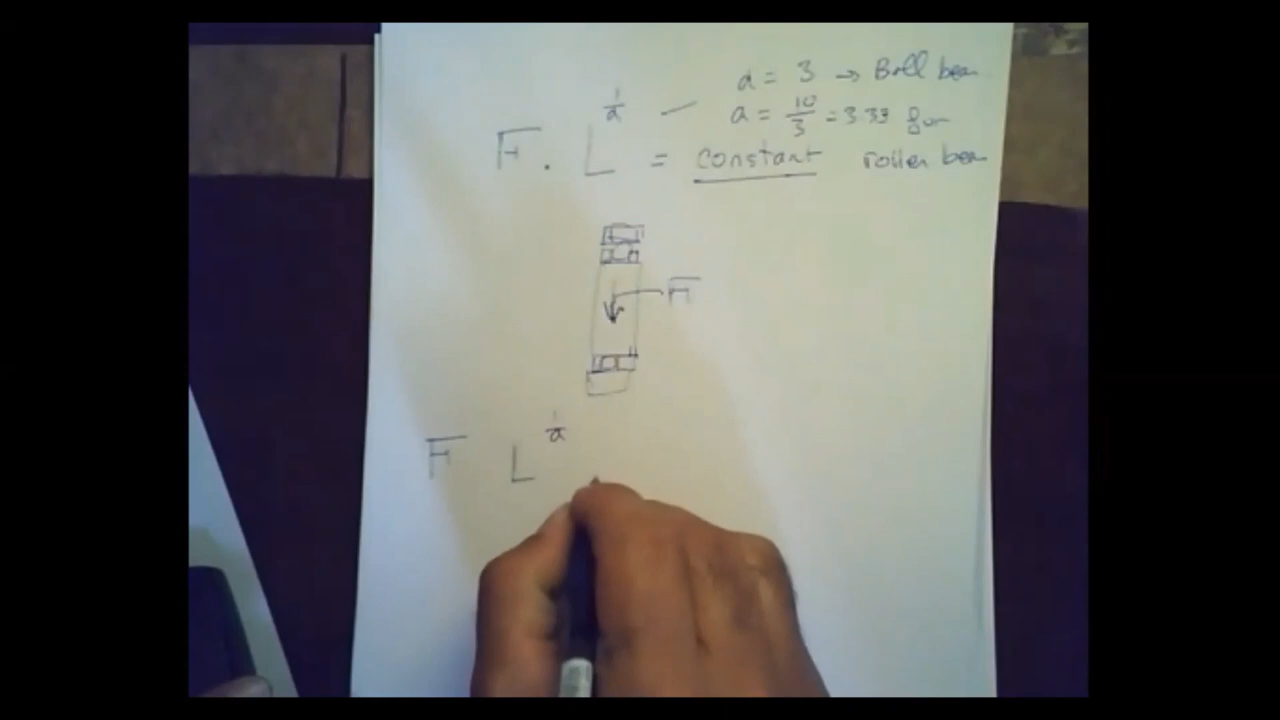 a = 3 → Ball bea
a = 10/3 = 3.33 for
F . L^1/a = constant roller bea
F
F L^1/a